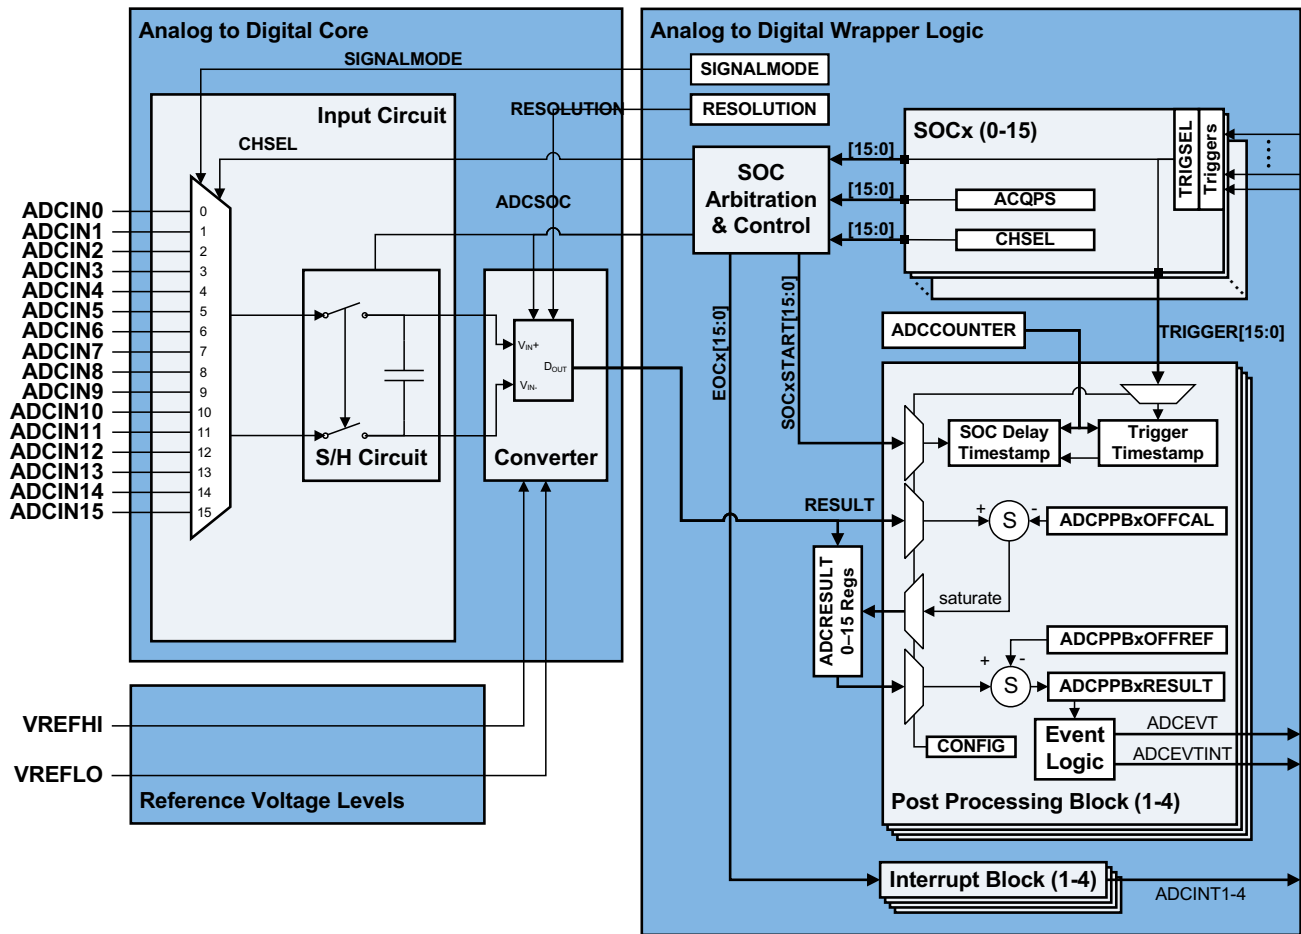 Analog to Digital Core
Analog to Digital Wrapper Logic
SIGNALMODE
SIGNALMODE
RESOLUTION
RESOLUTION
Input Circuit
CHSEL
SOCx (0-15)
TRIGSEL
Triggers
[15:0]
SOC
Arbitration
& Control
[15:0]
ACQPS
[15:0]
CHSEL
ADCSOC
ADCIN0
ADCIN1
ADCIN2
ADCIN3
ADCIN4
ADCIN5
ADCIN6
ADCIN7
ADCIN8
ADCIN9
ADCIN10
ADCIN11
ADCIN12
ADCIN13
ADCIN14
ADCIN15
0
1
2
3
4
5
6
7
8
9
10
11
12
13
14
15
S/H Circuit
VIN+
DOUT
VIN-
Converter
EOCx[15:0]
SOCxSTART[15:0]
ADCCOUNTER
TRIGGER[15:0]
SOC Delay
Timestamp
Trigger
Timestamp
RESULT
+
S
-
ADCPPBxOFFCAL
saturate
ADCRESULT
0–15 Regs
ADCPPBxOFFREF
+
-
S
ADCPPBxRESULT
CONFIG
Event
Logic
ADCEVT
ADCEVTINT
Post Processing Block (1-4)
VREFHI
VREFLO
Reference Voltage Levels
Interrupt Block (1-4)
ADCINT1-4